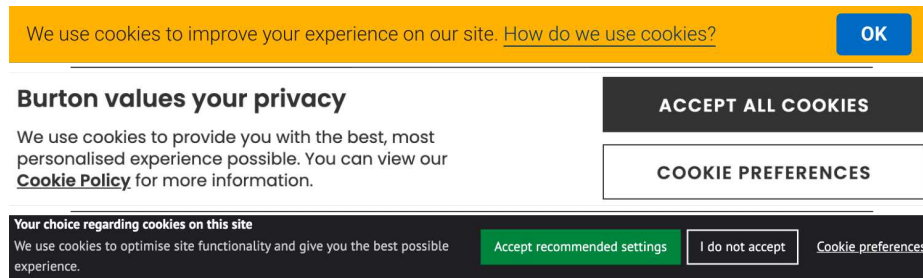 We use cookies to improve your experience on our site. How do we use cookies?
OK
Burton values your privacy
We use cookies to provide you with the best, most
personalised experience possible. You can view our
Cookie Policy for more information.
ACCEPT ALL COOKIES
COOKIE PREFERENCES
Your choice regarding cookies on this site
We use cookies to optimise site functionality and give you the best possible
experience.
Accept recommended settings
I do not accept
Cookie preferences